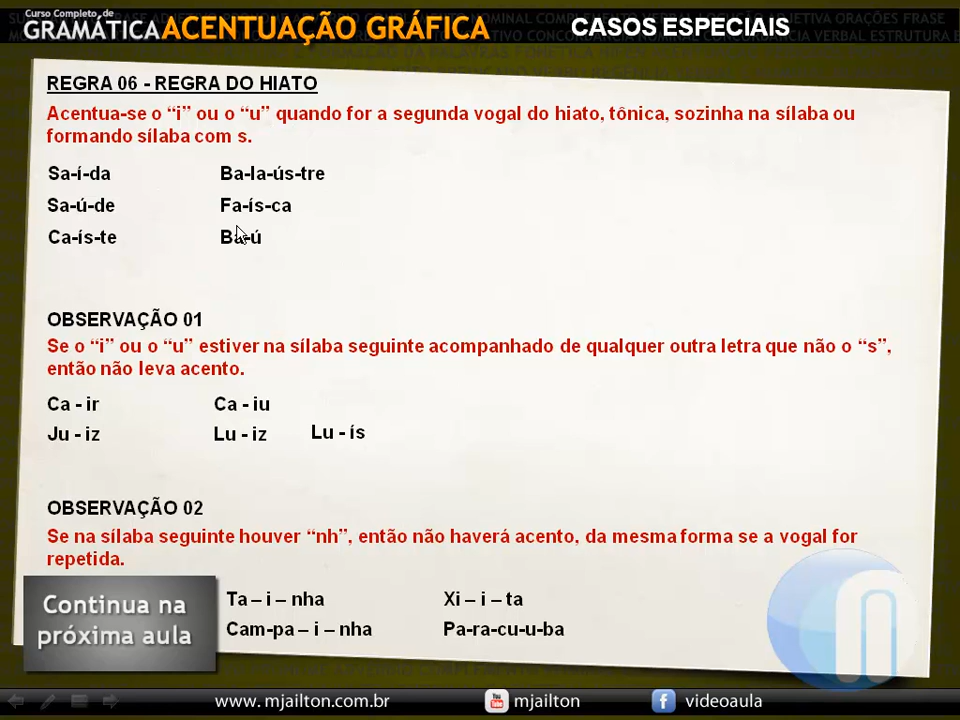 Curso Completo de
GRAMÁTICA ACENTUAÇÃO GRÁFICA CASOS ESPECIAIS
REGRA 06 - REGRA DO HIATO
Acentua-se o “i” ou o “u” quando for a segunda vogal do hiato, tônica, sozinha na sílaba ou
formando sílaba com s.
Sa-í-da Ba-la-ús-tre
Sa-ú-de Fa-ís-ca
Ca-ís-te Ba-ú
OBSERVAÇÃO 01
Se o “i” ou o “u” estiver na sílaba seguinte acompanhado de qualquer outra letra que não o “s”,
então não leva acento.
Ca - ir Ca - iu
Ju - iz Lu - iz Lu - ís
OBSERVAÇÃO 02
Se na sílaba seguinte houver “nh”, então não haverá acento, da mesma forma se a vogal for
repetida.
Continua na
próxima aula
Ta – i – nha Xi – i – ta
Cam-pa – i – nha Pa-ra-cu-u-ba
www. mjailton.com.br mjailton videoaula